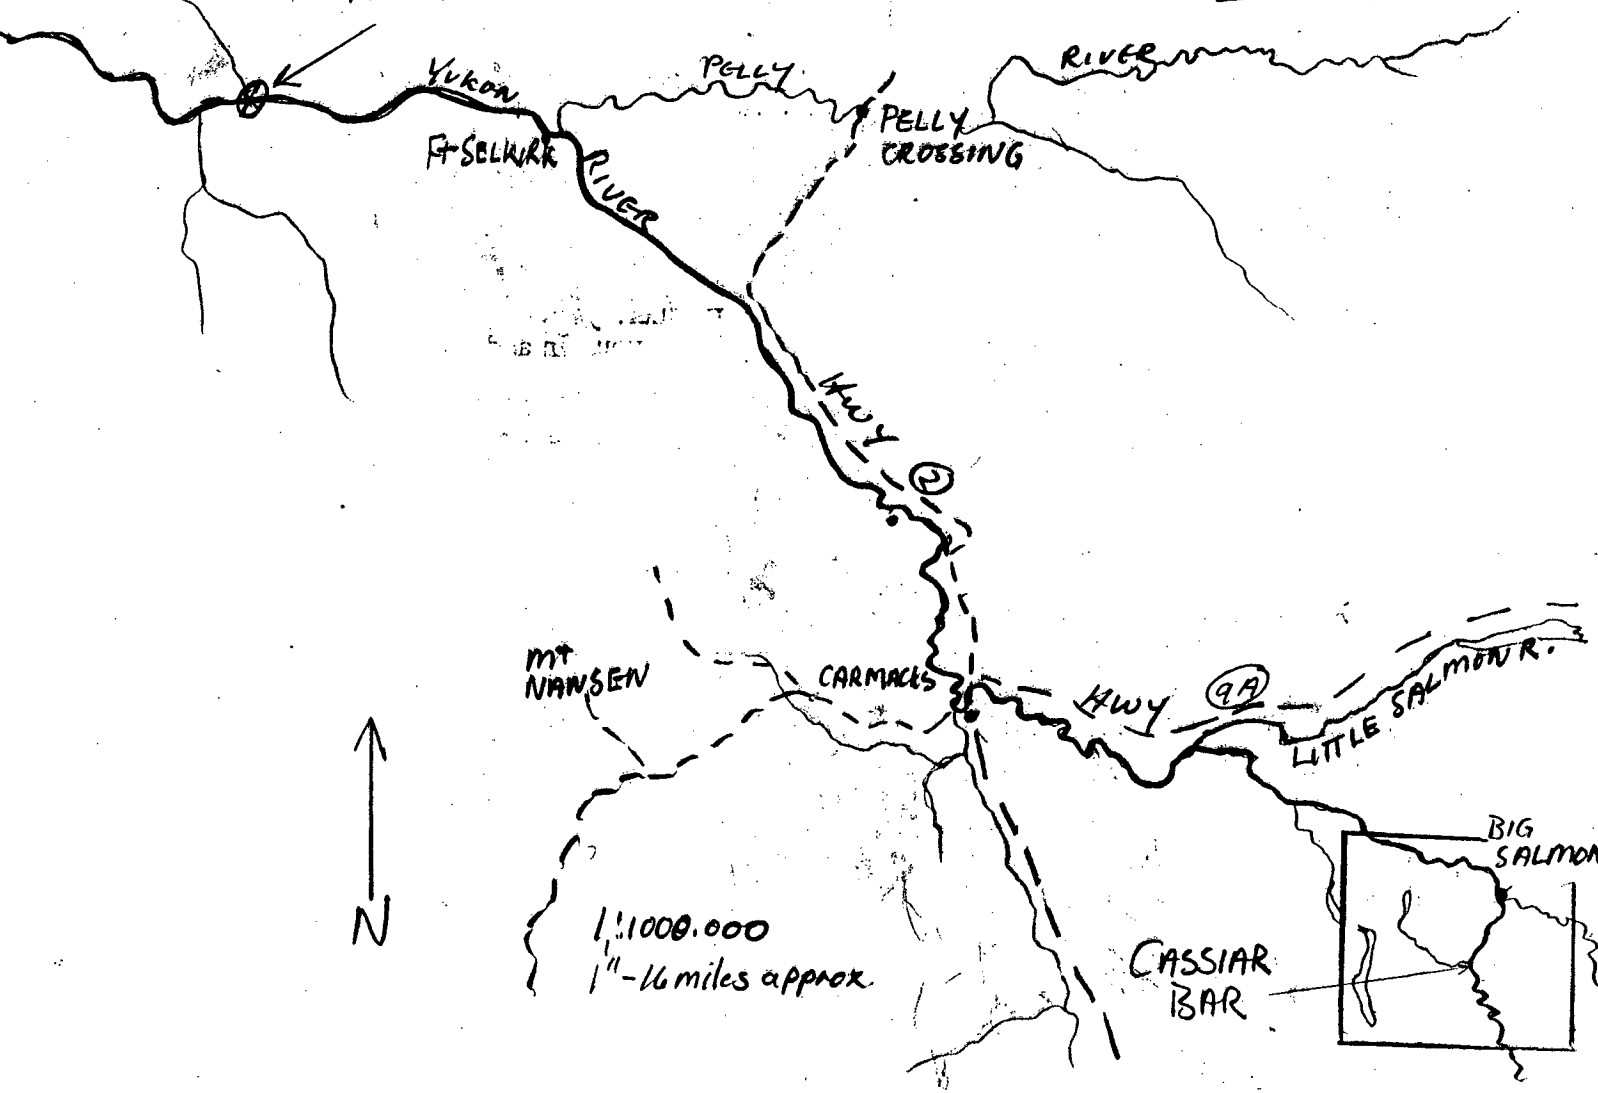 YUKON
RIVER
PELLY
RIVER
Ft SELKIRK
PELLY
CROSSING
HWY
2
mt
NANSEN
CARMACKS
HWY
9A
LITTLE SALMON R.
BIG
SALMON
N
1:1000.000
1"-16 miles approx.
CASSIAR
BAR